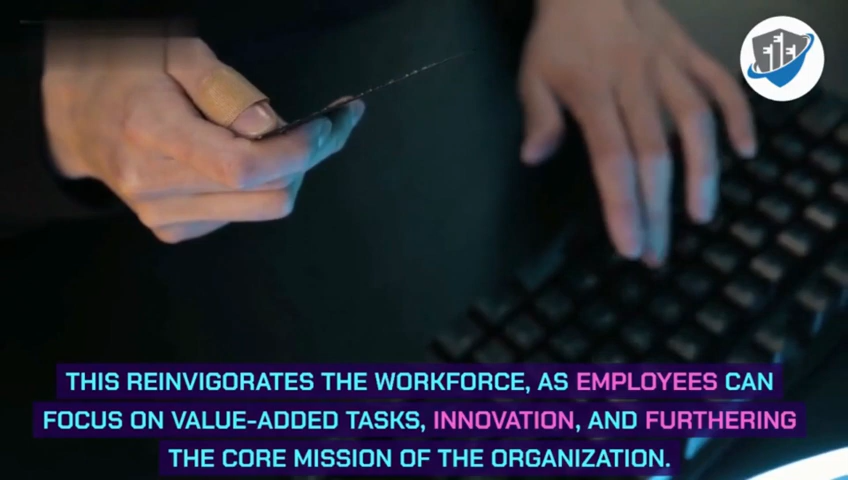 THIS REINVIGORATES THE WORKFORCE, AS EMPLOYEES CAN
FOCUS ON VALUE-ADDED TASKS, INNOVATION, AND FURTHERING
THE CORE MISSION OF THE ORGANIZATION.